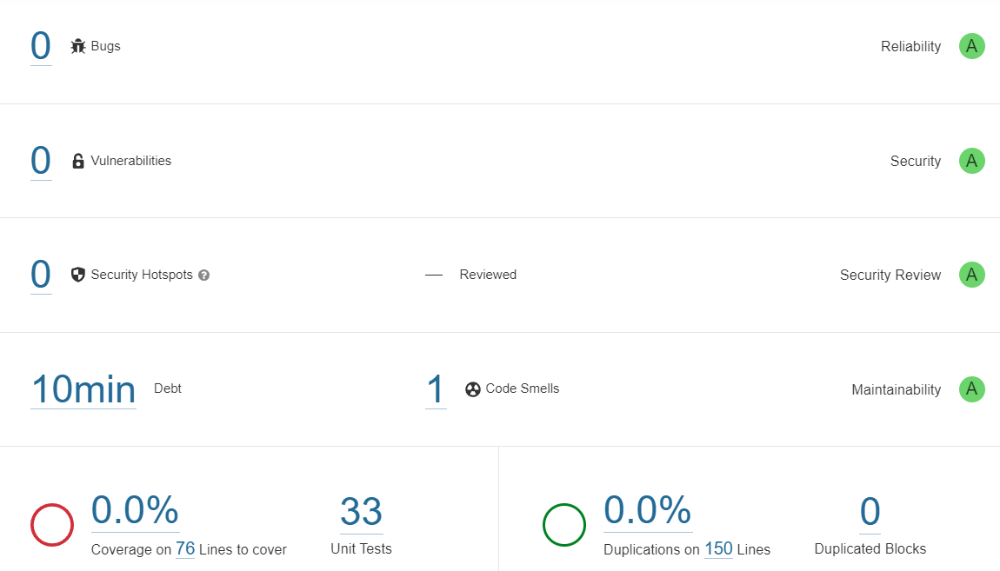 0 Bugs Reliability A
0 Vulnerabilities Security A
0 Security Hotspots ? — Reviewed Security Review A
10min Debt 1 Code Smells Maintainability A
0.0% 33 0.0% 0
Coverage on 76 Lines to cover Unit Tests Duplications on 150 Lines Duplicated Blocks